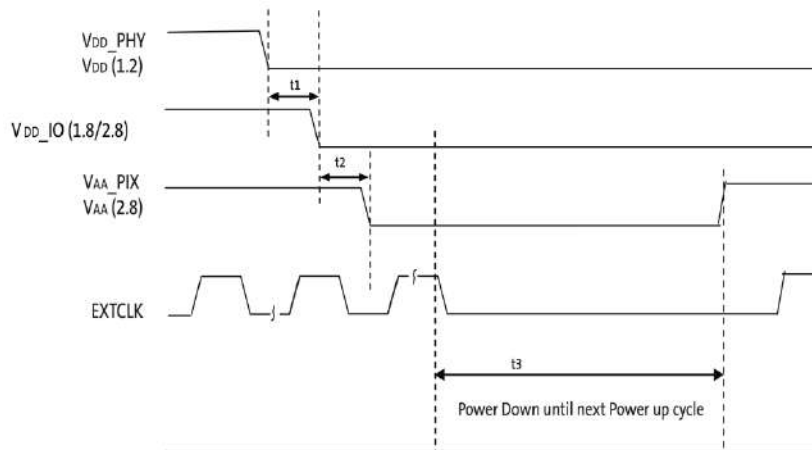 VDD_PHY
VDD (1.2)
t1
VDD_IO (1.8/2.8)
t2
VAA_PIX
VAA (2.8)
EXTCLK
t3
Power Down until next Power up cycle